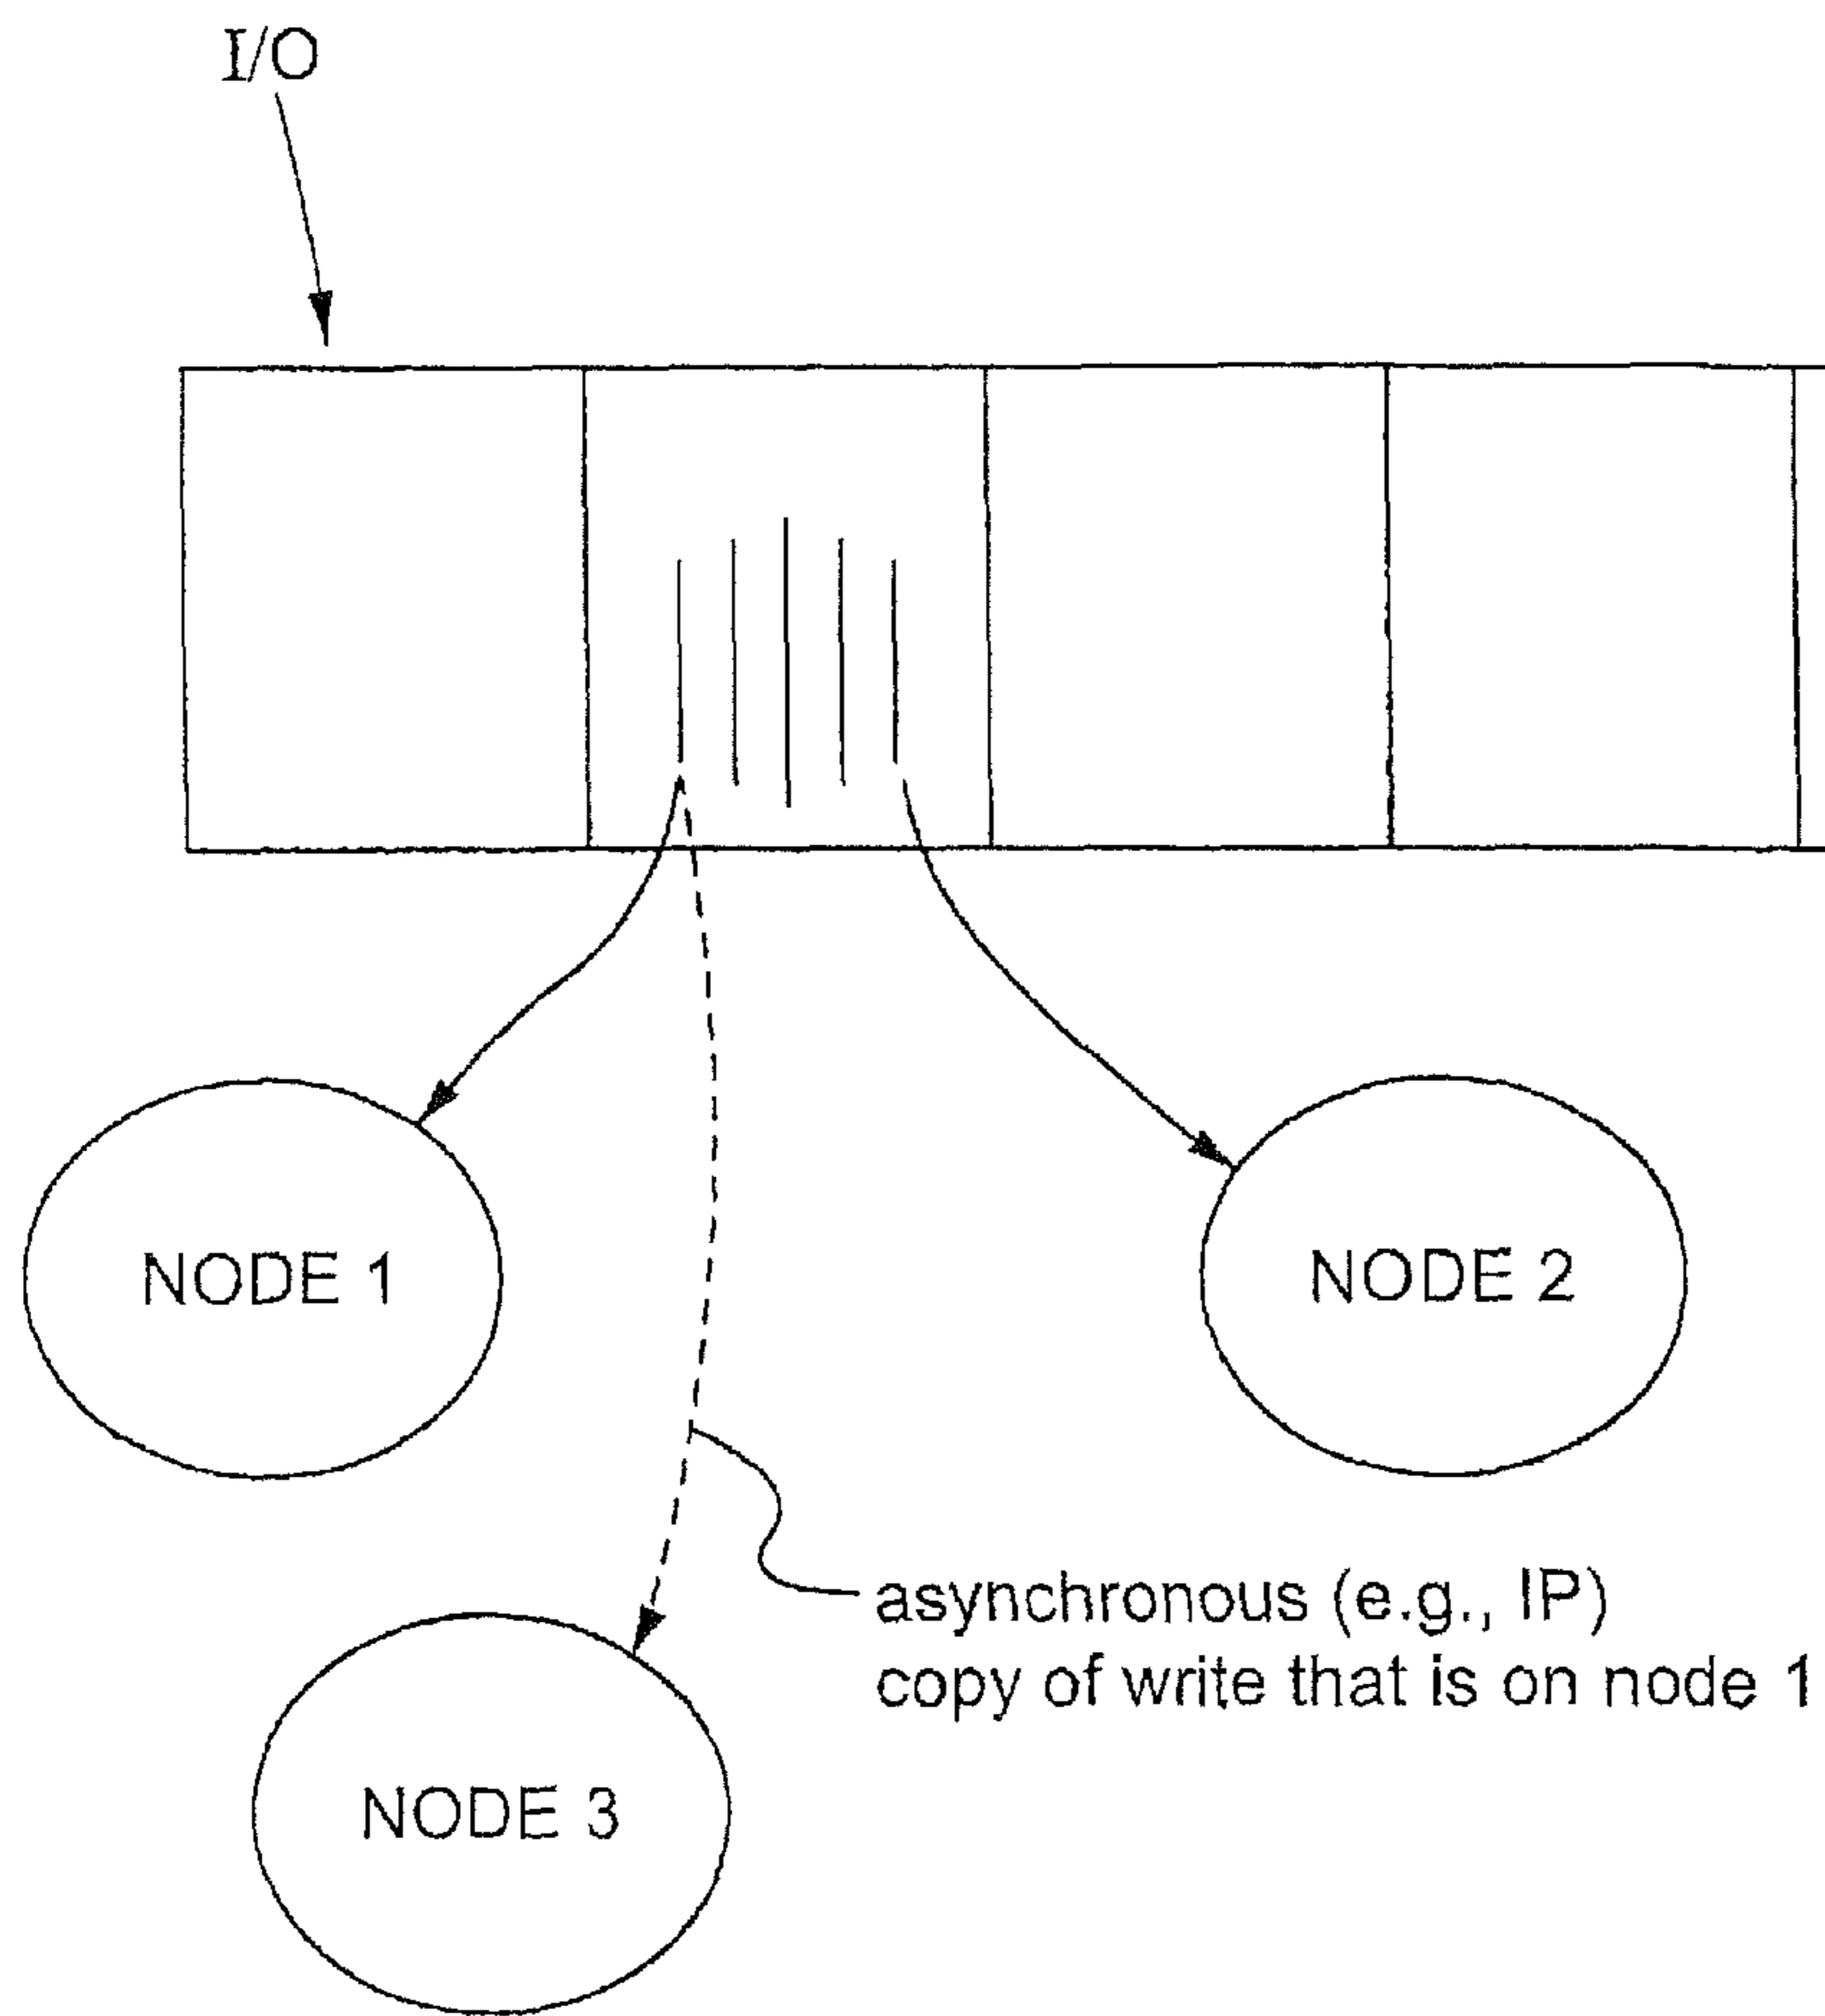 I/O
NODE 1
NODE 2
asynchronous (e.g., IP)
copy of write that is on node 1
NODE 3